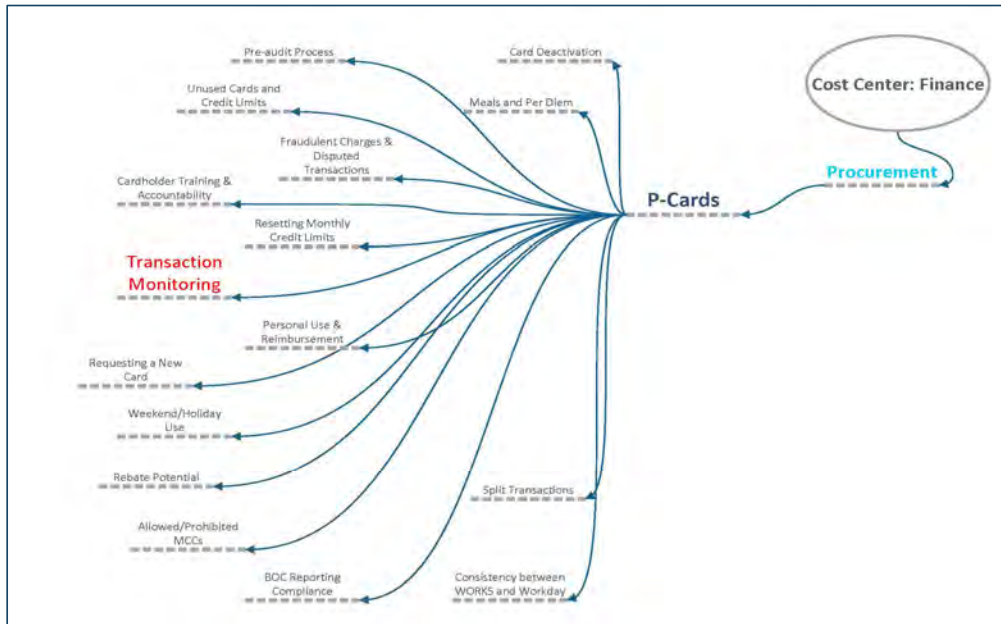 Pre-audit Process
Card Deactivation
Cost Center: Finance
Unused Cards and
Credit Limits
Meals and Per Diem
Fraudulent Charges &
Disputed
Transactions
Procurement
Cardholder Training &
Accountability
P-Cards
Resetting Monthly
Credit Limits
Transaction
Monitoring
Personal Use &
Reimbursement
Requesting a New
Card
Weekend/Holiday
Use
Rebate Potential
Split Transactions
Allowed/Prohibited
MCCs
BOC Reporting
Compliance
Consistency between
WORKS and Workday